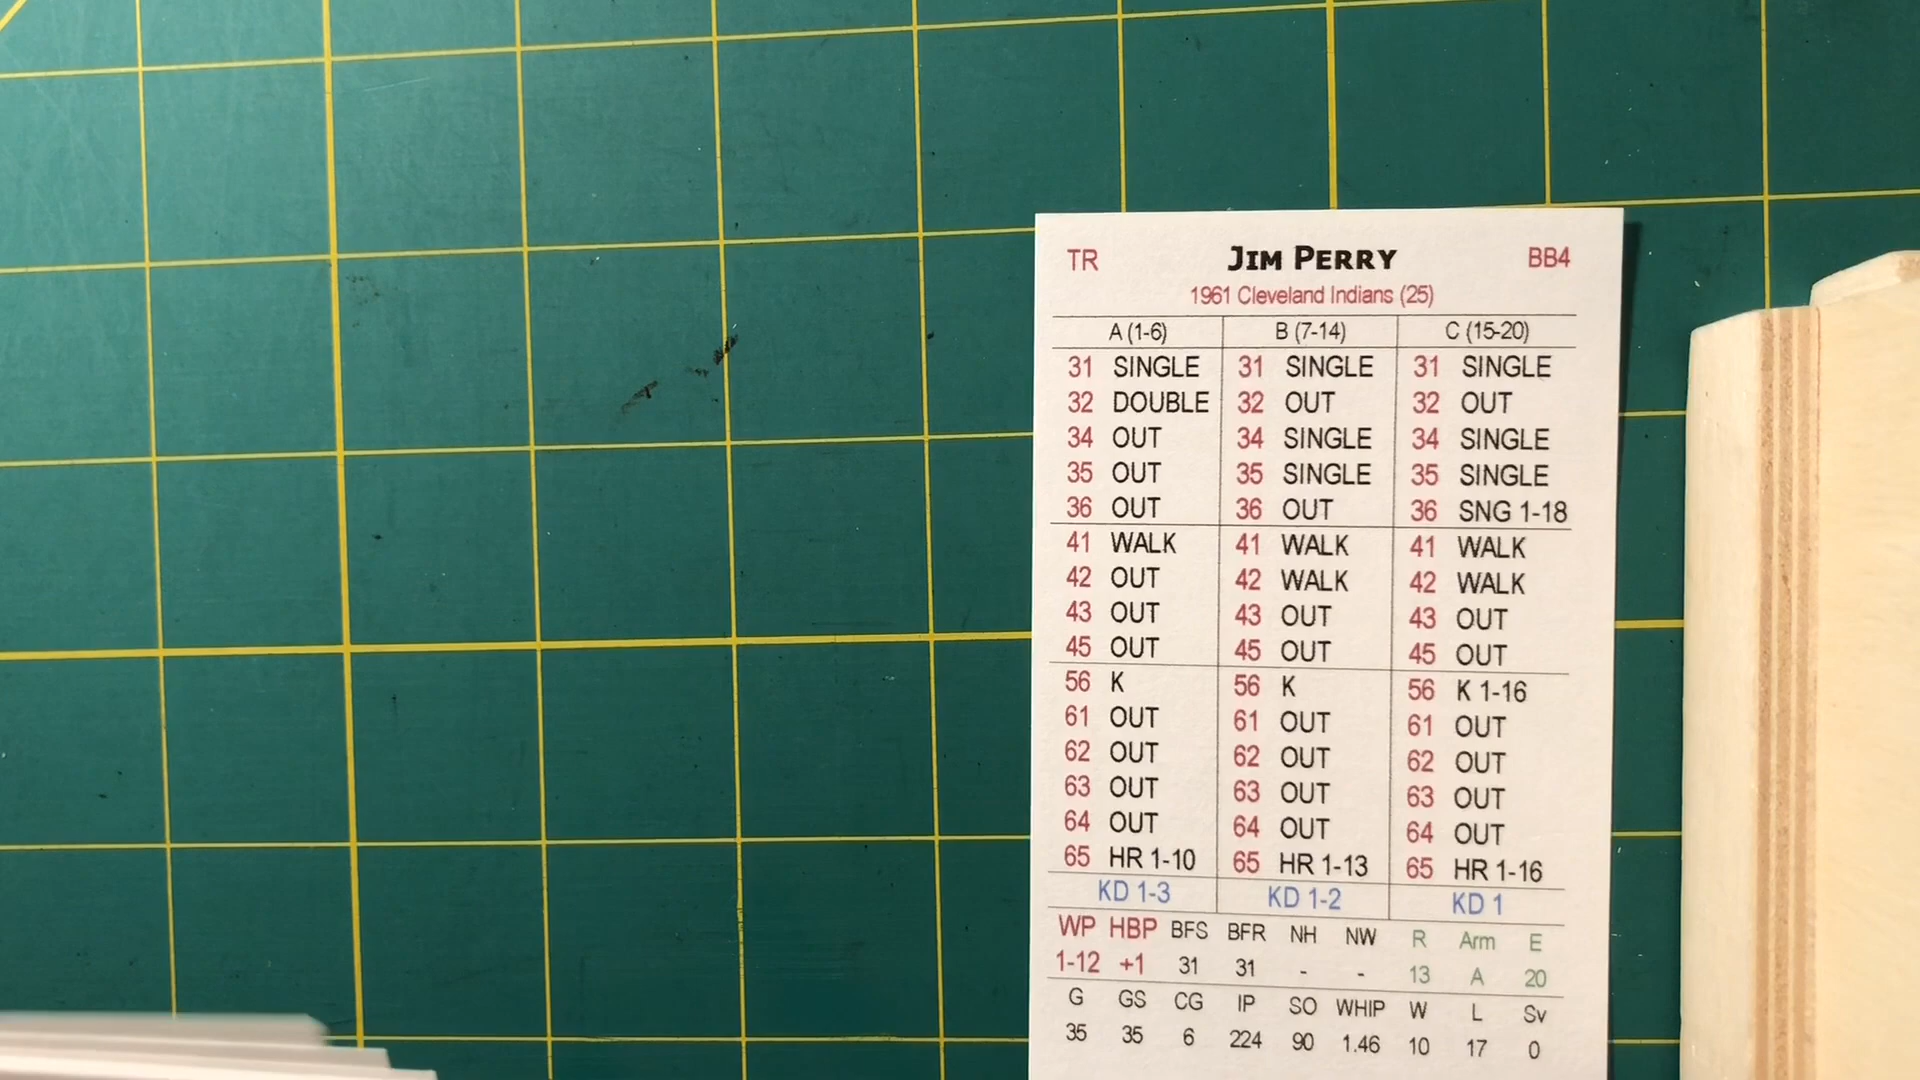 TR JIM PERRY BB4
1961 Cleveland Indians (25)
A (1-6) B (7-14) C (15-20)
31 SINGLE 31 SINGLE 31 SINGLE
32 DOUBLE 32 OUT 32 OUT
34 OUT 34 SINGLE 34 SINGLE
35 OUT 35 SINGLE 35 SINGLE
36 OUT 36 OUT 36 SNG 1-18
41 WALK 41 WALK 41 WALK
42 OUT 42 WALK 42 WALK
43 OUT 43 OUT 43 OUT
45 OUT 45 OUT 45 OUT
56 K 56 K 56 K 1-16
61 OUT 61 OUT 61 OUT
62 OUT 62 OUT 62 OUT
63 OUT 63 OUT 63 OUT
64 OUT 64 OUT 64 OUT
65 HR 1-10 65 HR 1-13 65 HR 1-16
KD 1-3 KD 1-2 KD 1
WP HBP BFS BFR NH NW R Arm E
1-12 +1 31 31 - - 13 A 20
G GS CG IP SO WHIP W L Sv
35 35 6 224 90 1.46 10 17 0